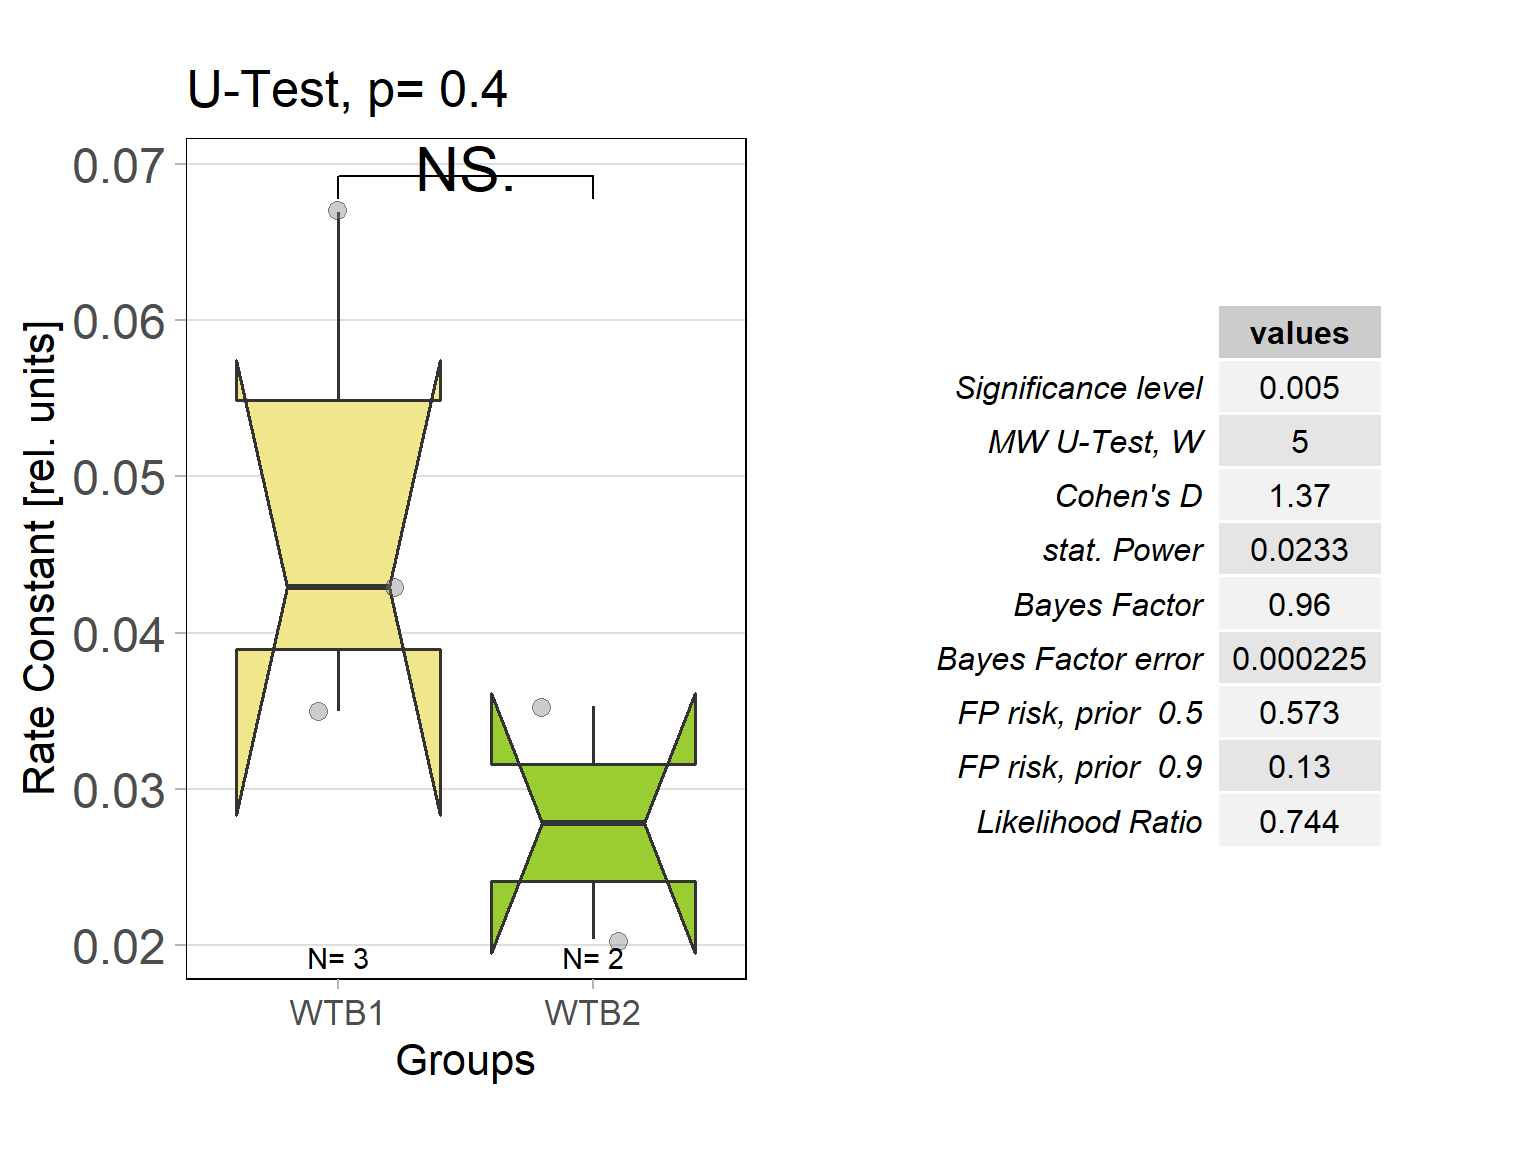 U-Test, p= 0.4
NS.
0.07
0.06
0.05
0.04
0.03
0.02
Rate Constant [rel. units]
N= 3
N= 2
WTB1
WTB2
Groups
values
Significance level 0.005
MW U-Test, W 5
Cohen's D 1.37
stat. Power 0.0233
Bayes Factor 0.96
Bayes Factor error 0.000225
FP risk, prior  0.5 0.573
FP risk, prior  0.9 0.13
Likelihood Ratio 0.744